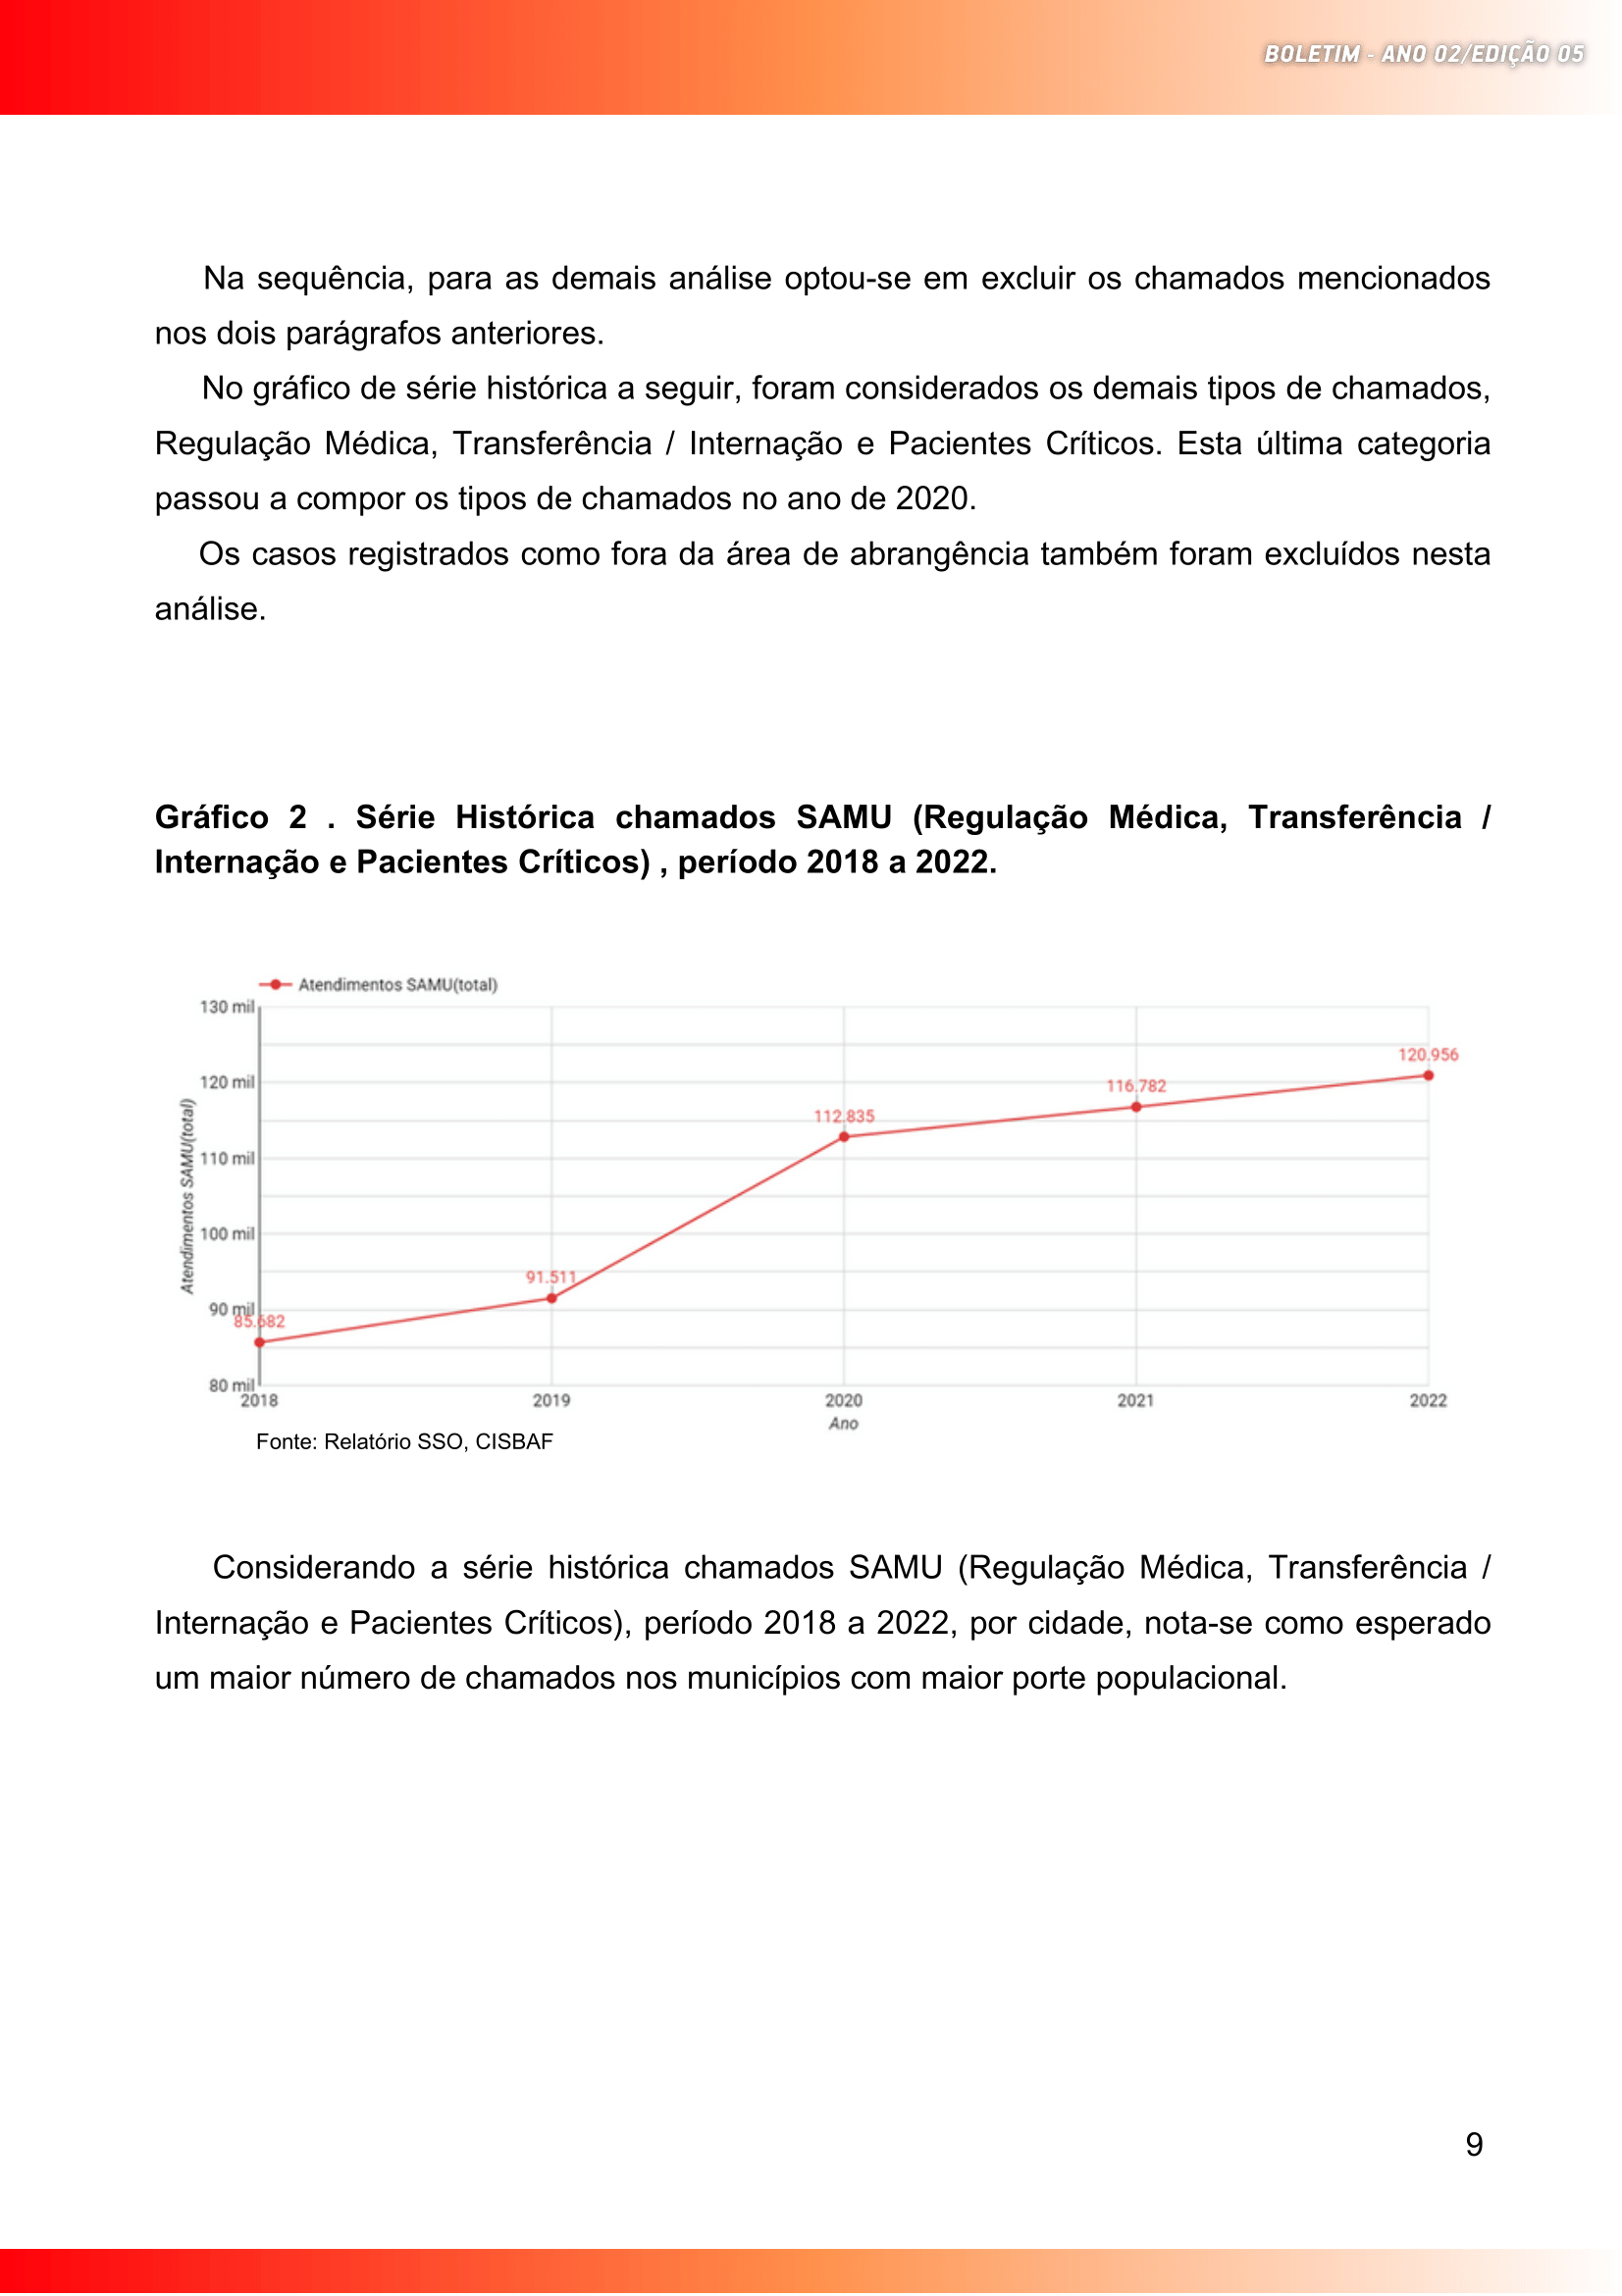 BOLETIM - ANO 02/EDIÇÃO 05
Na sequência, para as demais análise optou-se em excluir os chamados mencionados
nos dois parágrafos anteriores.
No gráfico de série histórica a seguir, foram considerados os demais tipos de chamados,
Regulação Médica, Transferência / Internação e Pacientes Críticos. Esta última categoria
passou a compor os tipos de chamados no ano de 2020.
Os casos registrados como fora da área de abrangência também foram excluídos nesta
análise.
Gráfico 2 . Série Histórica chamados SAMU (Regulação Médica, Transferência /
Internação e Pacientes Críticos) , período 2018 a 2022.
Atendimentos SAMU(total)
130 mil
120 mil
110 mil
100 mil
90 mil
80 mil
Atendimentos SAMU(total)
85.682
91.511
112.835
116.782
120.956
2018 2019 2020 2021 2022
Ano
Fonte: Relatório SSO, CISBAF
Considerando a série histórica chamados SAMU (Regulação Médica, Transferência /
Internação e Pacientes Críticos), período 2018 a 2022, por cidade, nota-se como esperado
um maior número de chamados nos municípios com maior porte populacional.
9